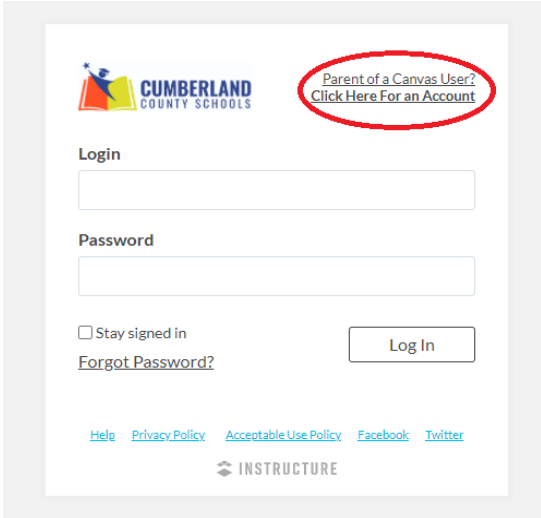 CUMBERLAND
COUNTY SCHOOLS
Parent of a Canvas User?
Click Here For an Account
Login
Password
Stay signed in
Forgot Password?
Log In
Help Privacy Policy Acceptable Use Policy Facebook Twitter
INSTRUCTURE